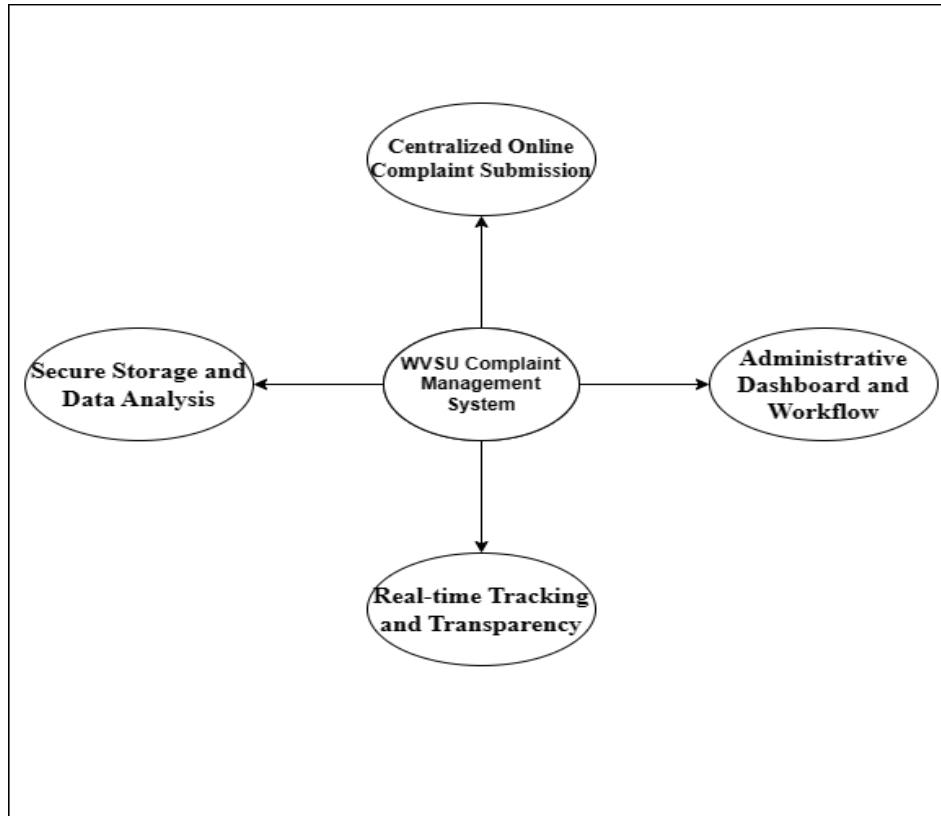 Centralized Online
Complaint Submission
Secure Storage and
Data Analysis
WVSU Complaint
Management
System
Administrative
Dashboard and
Workflow
Real-time Tracking
and Transparency